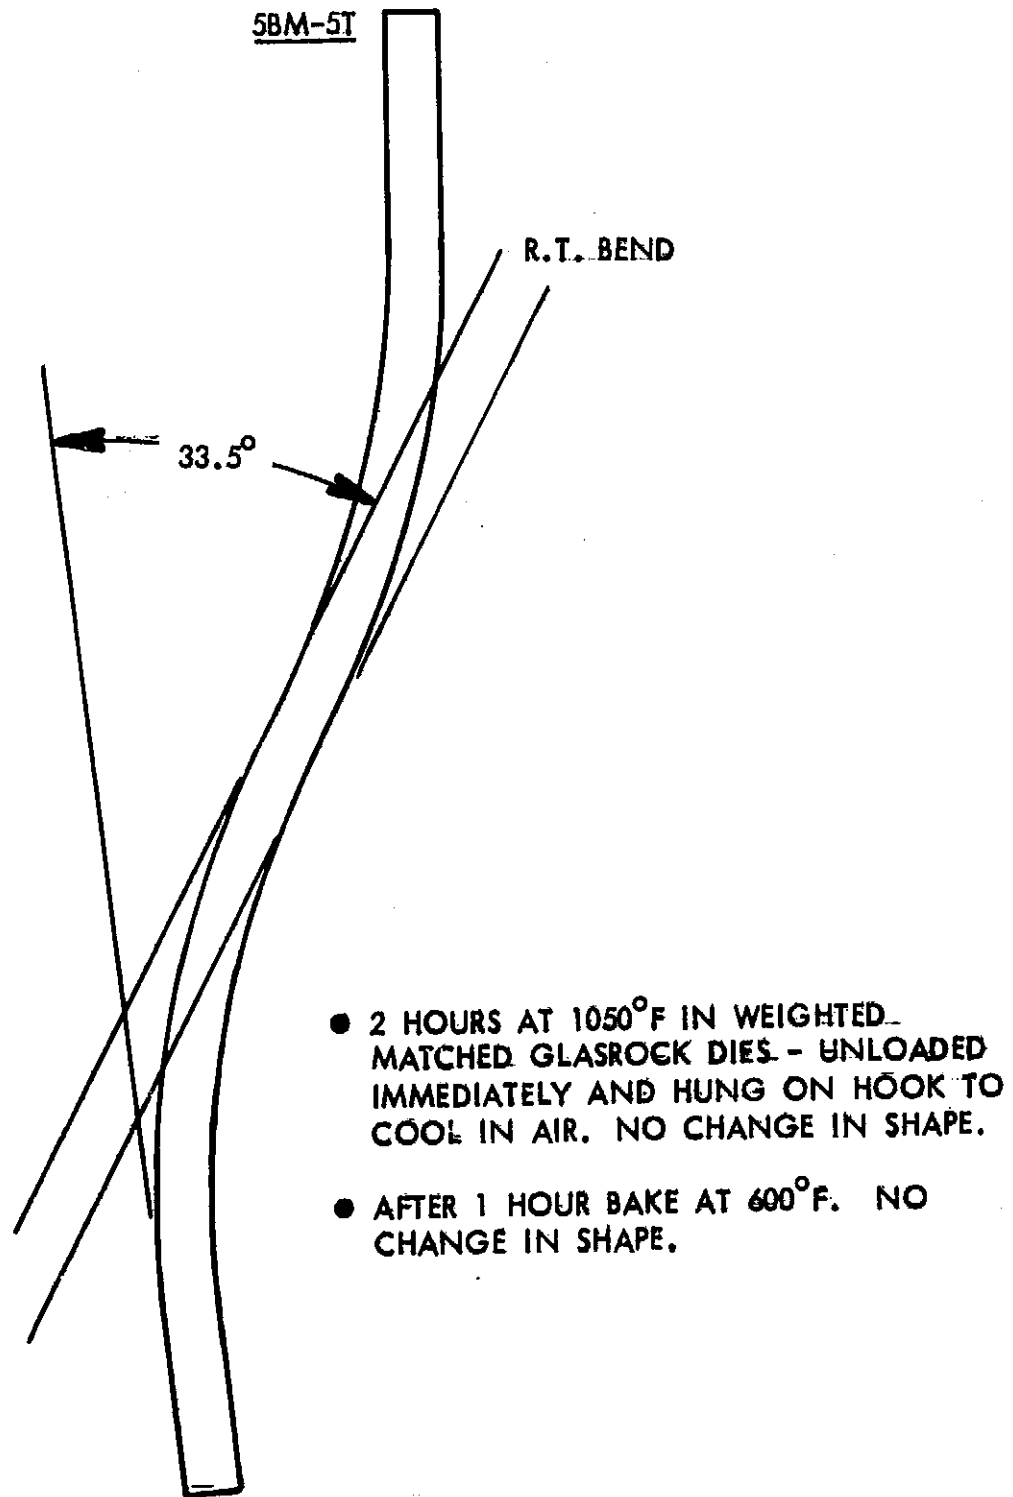 5BM-5T
R.T. BEND
33.5°
● 2 HOURS AT 1050°F IN WEIGHTED
MATCHED GLASROCK DIES - UNLOADED
IMMEDIATELY AND HUNG ON HOOK TO
COOL IN AIR. NO CHANGE IN SHAPE.
● AFTER 1 HOUR BAKE AT 600°F. NO
CHANGE IN SHAPE.